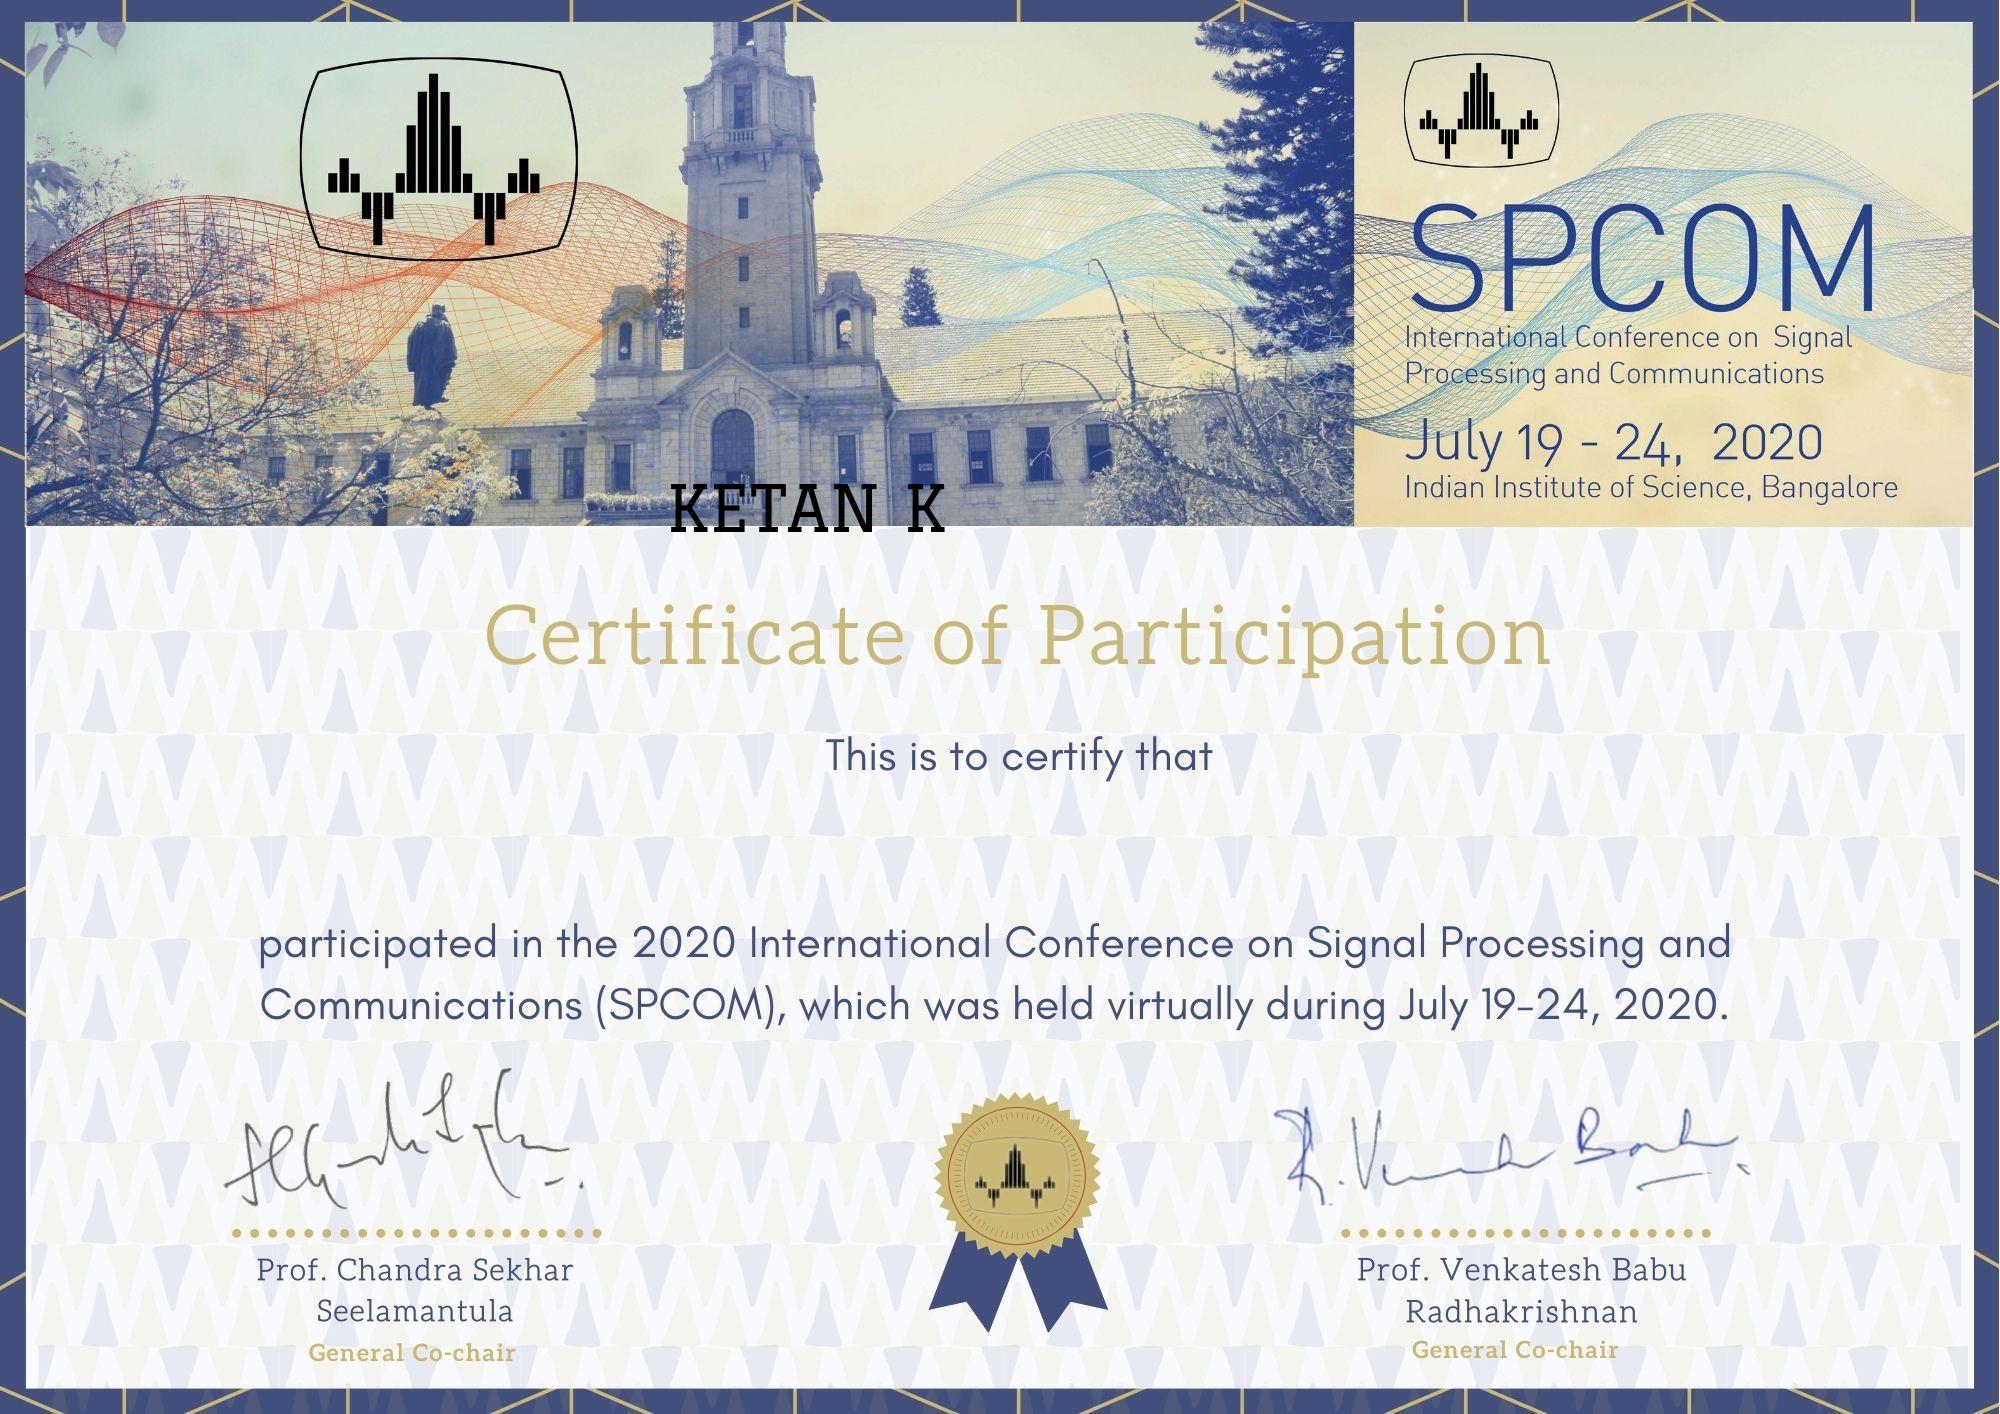 SPCOM
International Conference on Signal
Processing and Communications
July 19 - 24, 2020
Indian Institute of Science, Bangalore
KETAN K
Certificate of Participation
This is to certify that
participated in the 2020 International Conference on Signal Processing and
Communications (SPCOM), which was held virtually during July 19-24, 2020.
Prof. Chandra Sekhar
Seelamantula
General Co-chair
Prof. Venkatesh Babu
Radhakrishnan
General Co-chair